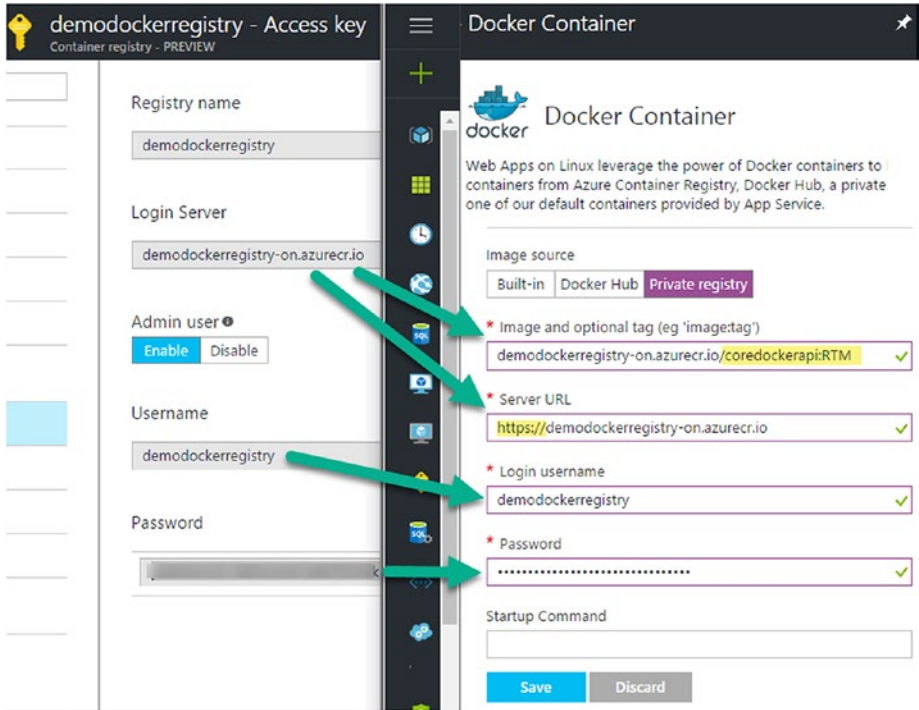 demodockerregistry - Access key
Container registry - PREVIEW
Registry name
demodockerregistry
Login Server
demodockerregistry-on.azurecr.io
Admin user
Enable
Disable
Username
demodockerregistry
Password
Docker Container
docker
Docker Container
Web Apps on Linux leverage the power of Docker containers to
containers from Azure Container Registry, Docker Hub, a private
one of our default containers provided by App Service.
Image source
Built-in
Docker Hub
Private registry
* Image and optional tag (eg 'image:tag')
demodockerregistry-on.azurecr.io/coredockerapi:RTM
* Server URL
https://demodockerregistry-on.azurecr.io
* Login username
demodockerregistry
* Password
Startup Command
Save
Discard
SQL
SQL